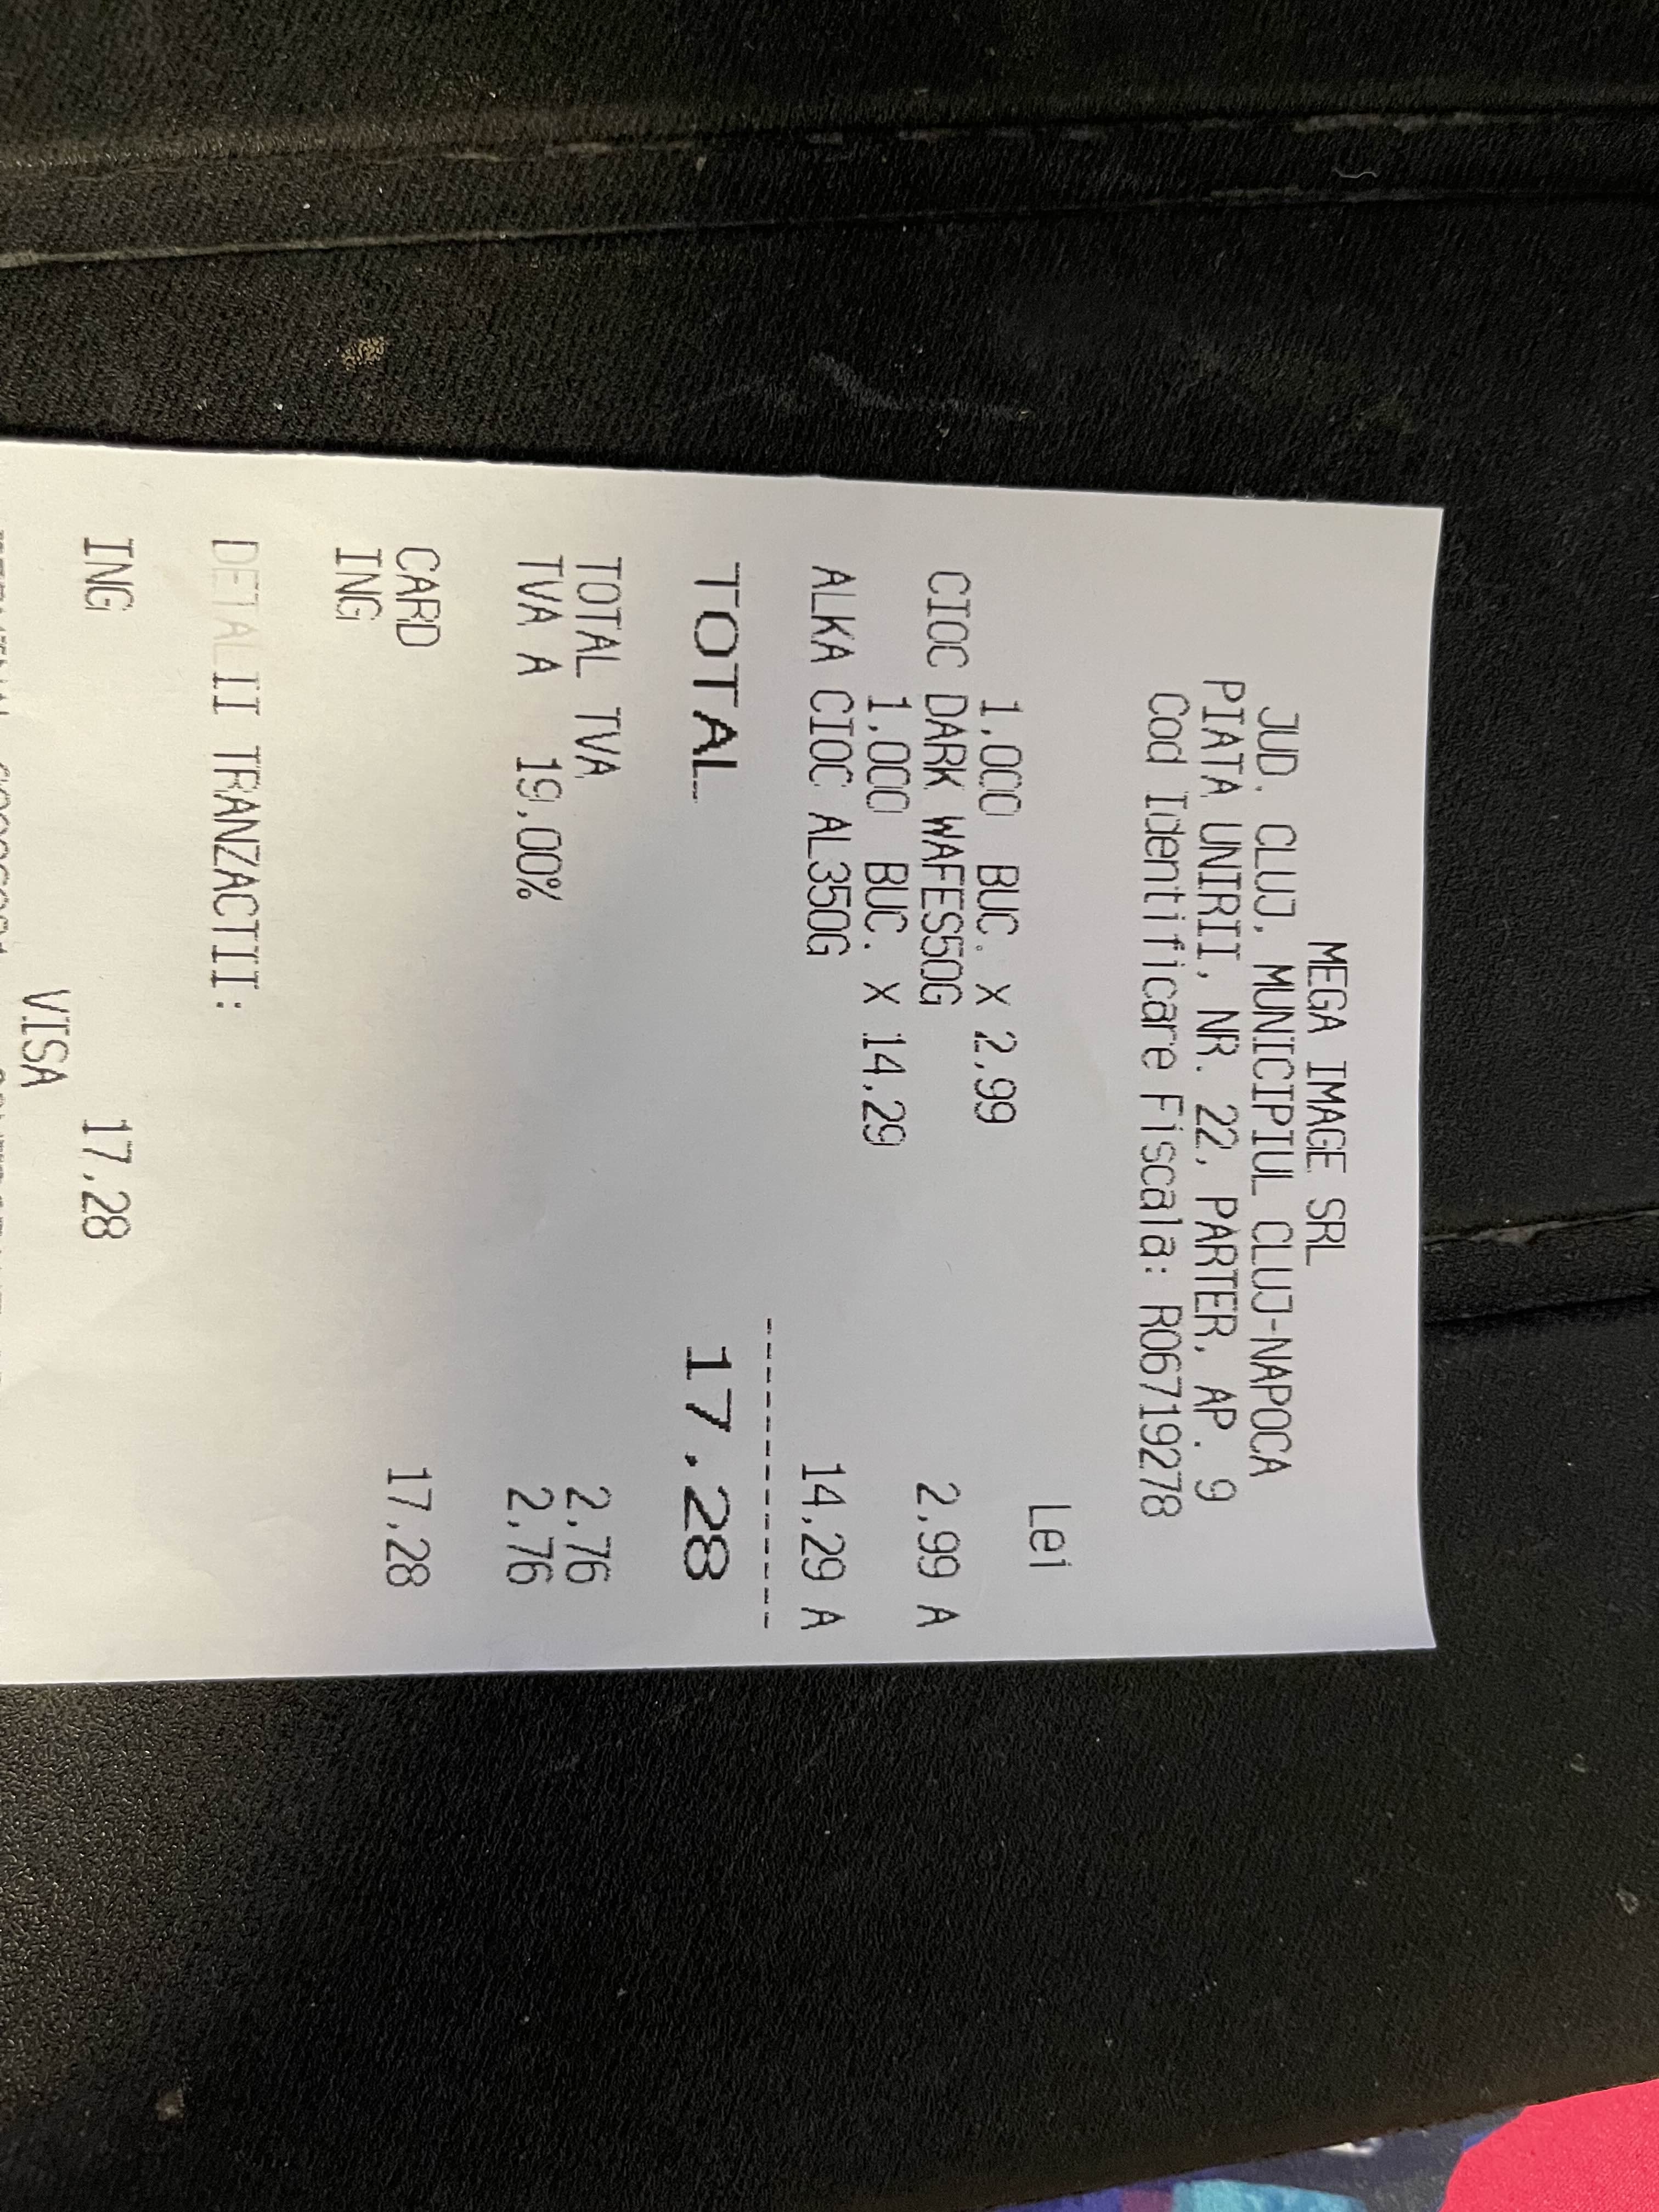 MEGA IMAGE SRL
JUD. CLUJ, MUNICIPIUL CLUJ-NAPOCA
PIATA UNIRII, NR. 22, PARTER, AP. 9
Cod Identificare Fiscala: RO6719278
Lei
1,000 BUC. X 2,99
CIOC DARK WAFES50G 2,99 A
1,000 BUC. X 14,29
ALKA CIOC AL350G 14,29 A
TOTAL 17,28
TOTAL TVA 2,76
TVA A 19,00% 2,76
CARD 17,28
ING
DETALII TRANZACTII:
ING 17,28
VISA